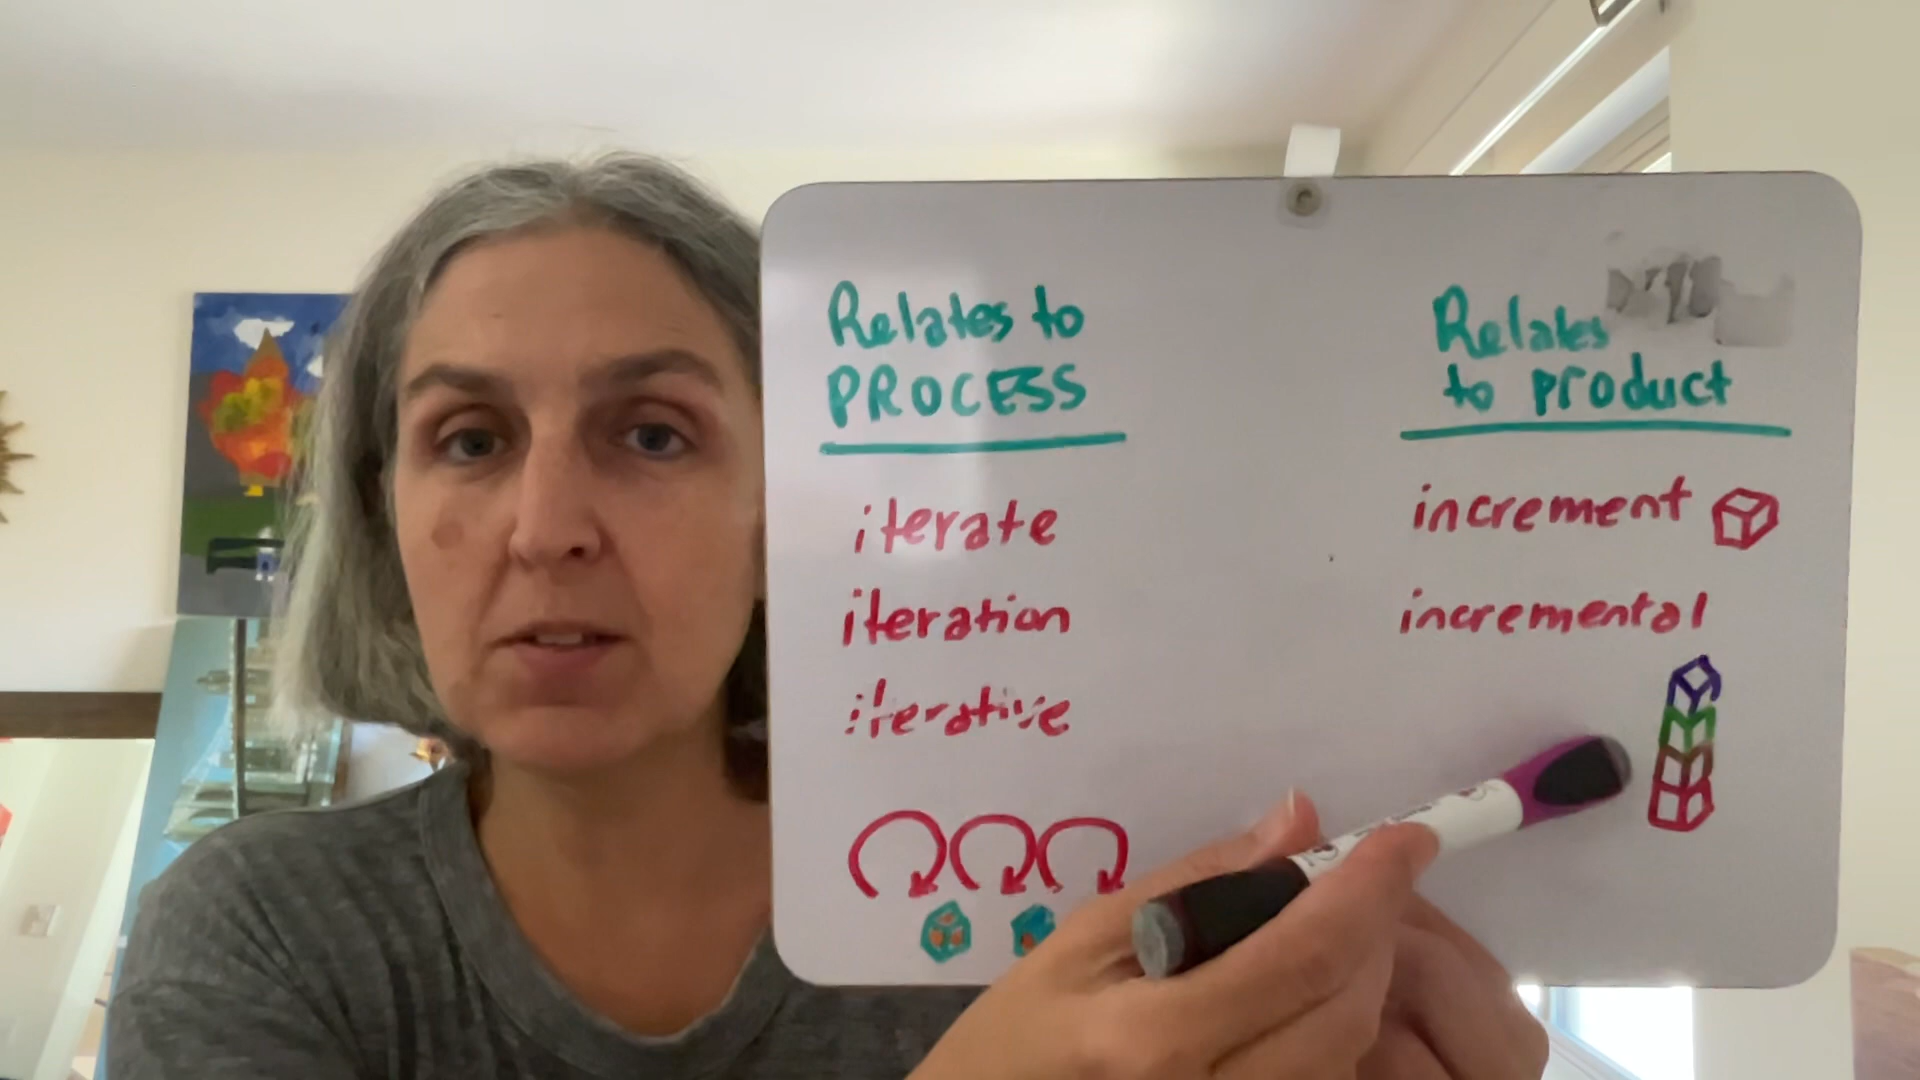 Relates to
PROCESS
iterate
iteration
iterative
Relates
to product
increment
incremental